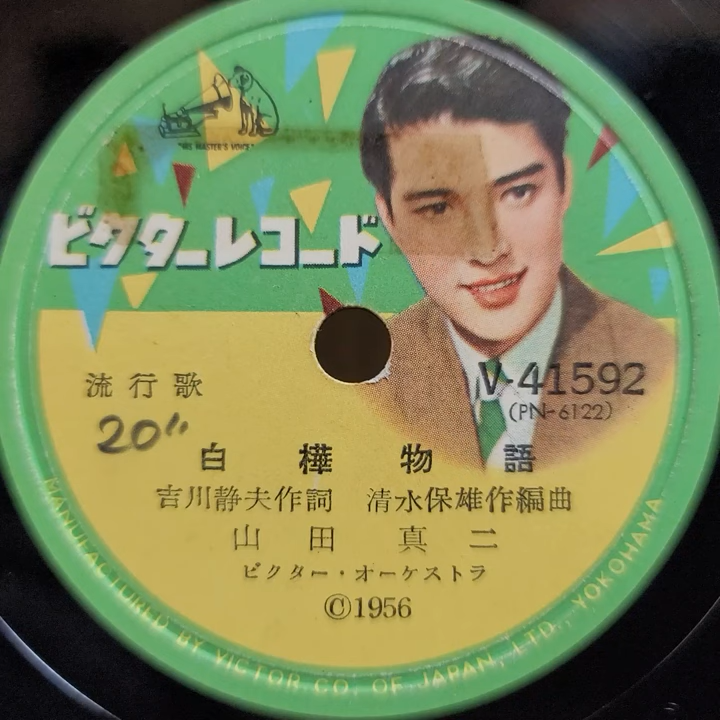 "HIS MASTER'S VOICE"
ビクターレコード
流行歌
V-41592
(PN-6122)
20"
白樺物語
吉川静夫作詞 清水保雄作編曲
山田真二
ビクター・オーケストラ
©1956
MANUFACTURED BY VICTOR CO. OF JAPAN, LTD., YOKOHAMA